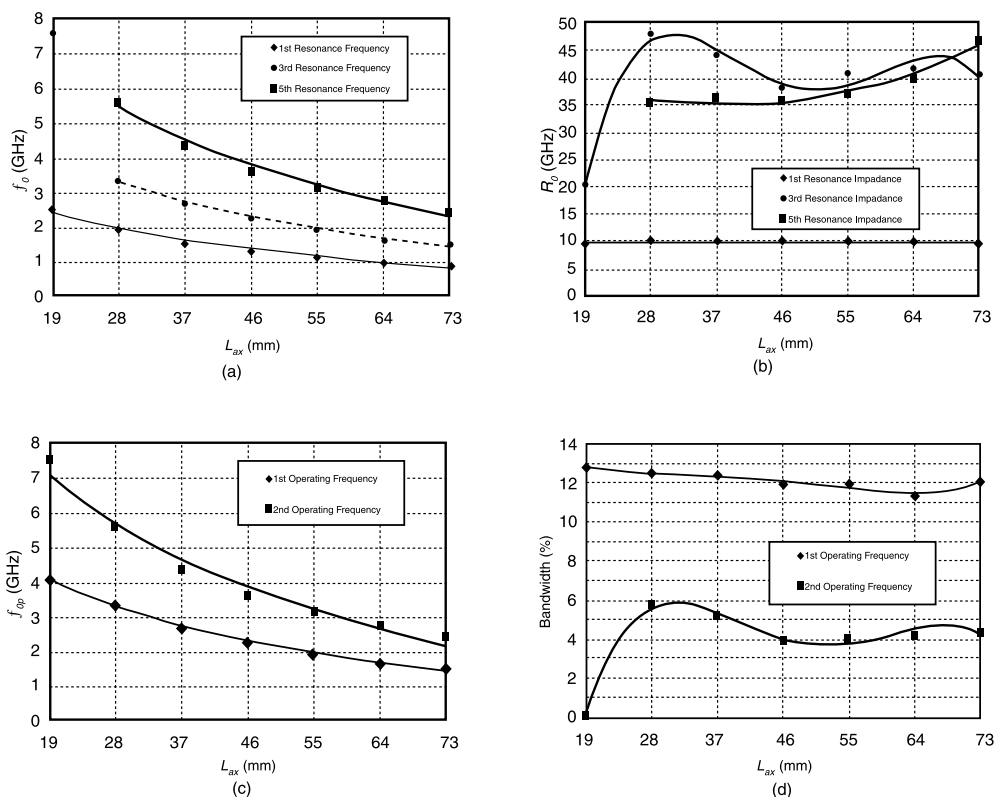 8
7
6
5
4
3
2
1
0
f0 (GHz)
1st Resonance Frequency
3rd Resonance Frequency
5th Resonance Frequency
19 28 37 46 55 64 73
Lax (mm)
(a)
50
45
40
35
30
25
20
15
10
5
0
R0 (GHz)
1st Resonance Impadance
3rd Resonance Impadance
5th Resonance Impadance
19 28 37 46 55 64 73
Lax (mm)
(b)
8
7
6
5
4
3
2
1
0
f0p (GHz)
1st Operating Frequency
2nd Operating Frequency
19 28 37 46 55 64 73
Lax (mm)
(c)
14
12
10
8
6
4
2
0
Bandwidth (%)
1st Operating Frequency
2nd Operating Frequency
19 28 37 46 55 64 73
Lax (mm)
(d)